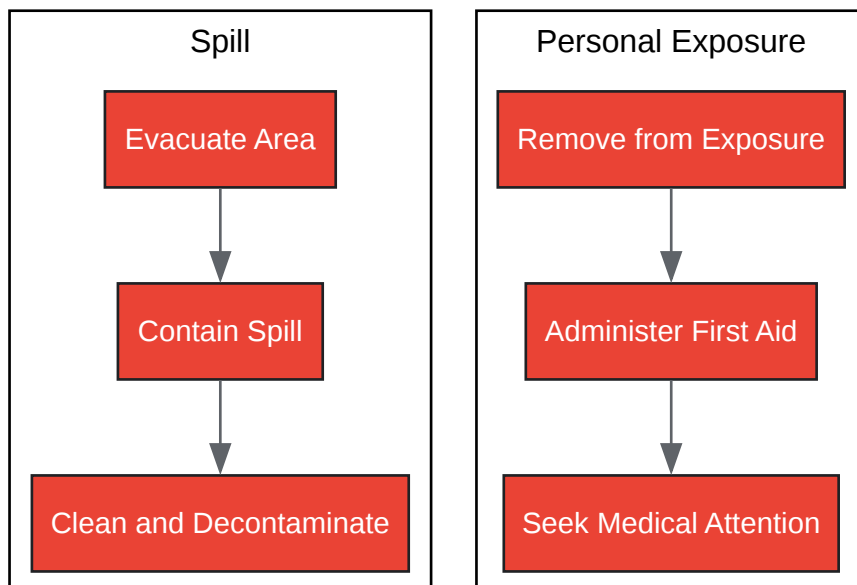 Spill
Evacuate Area
Contain Spill
Clean and Decontaminate
Personal Exposure
Remove from Exposure
Administer First Aid
Seek Medical Attention